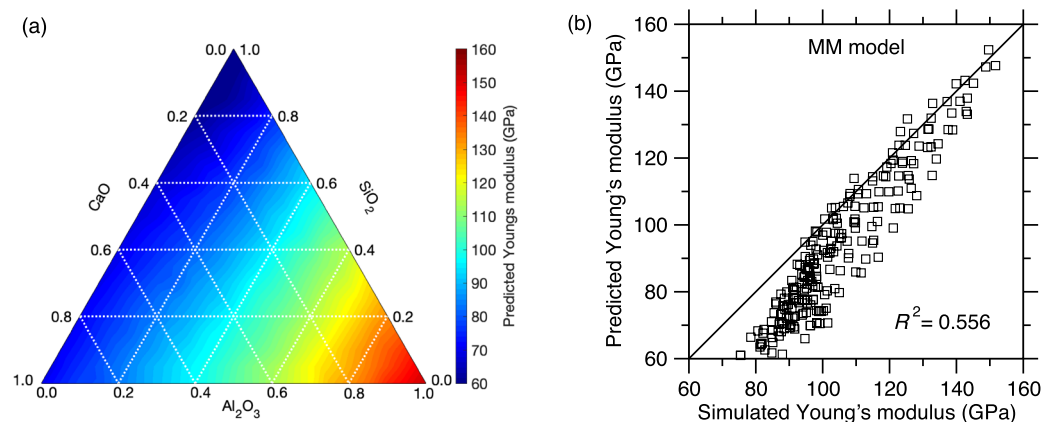 (a)
0.0 1.0
0.2 0.8
0.4 0.6
0.6 0.4
0.8 0.2
1.0 0.0
0.0 0.2 0.4 0.6 0.8 1.0
CaO
SiO2
Al2O3
160
150
140
130
120
110
100
90
80
70
60
Predicted Youngs modulus (GPa)
(b)
Predicted Young's modulus (GPa)
160
140
120
100
80
60
MM model
R2 = 0.556
60 80 100 120 140 160
Simulated Young's modulus (GPa)